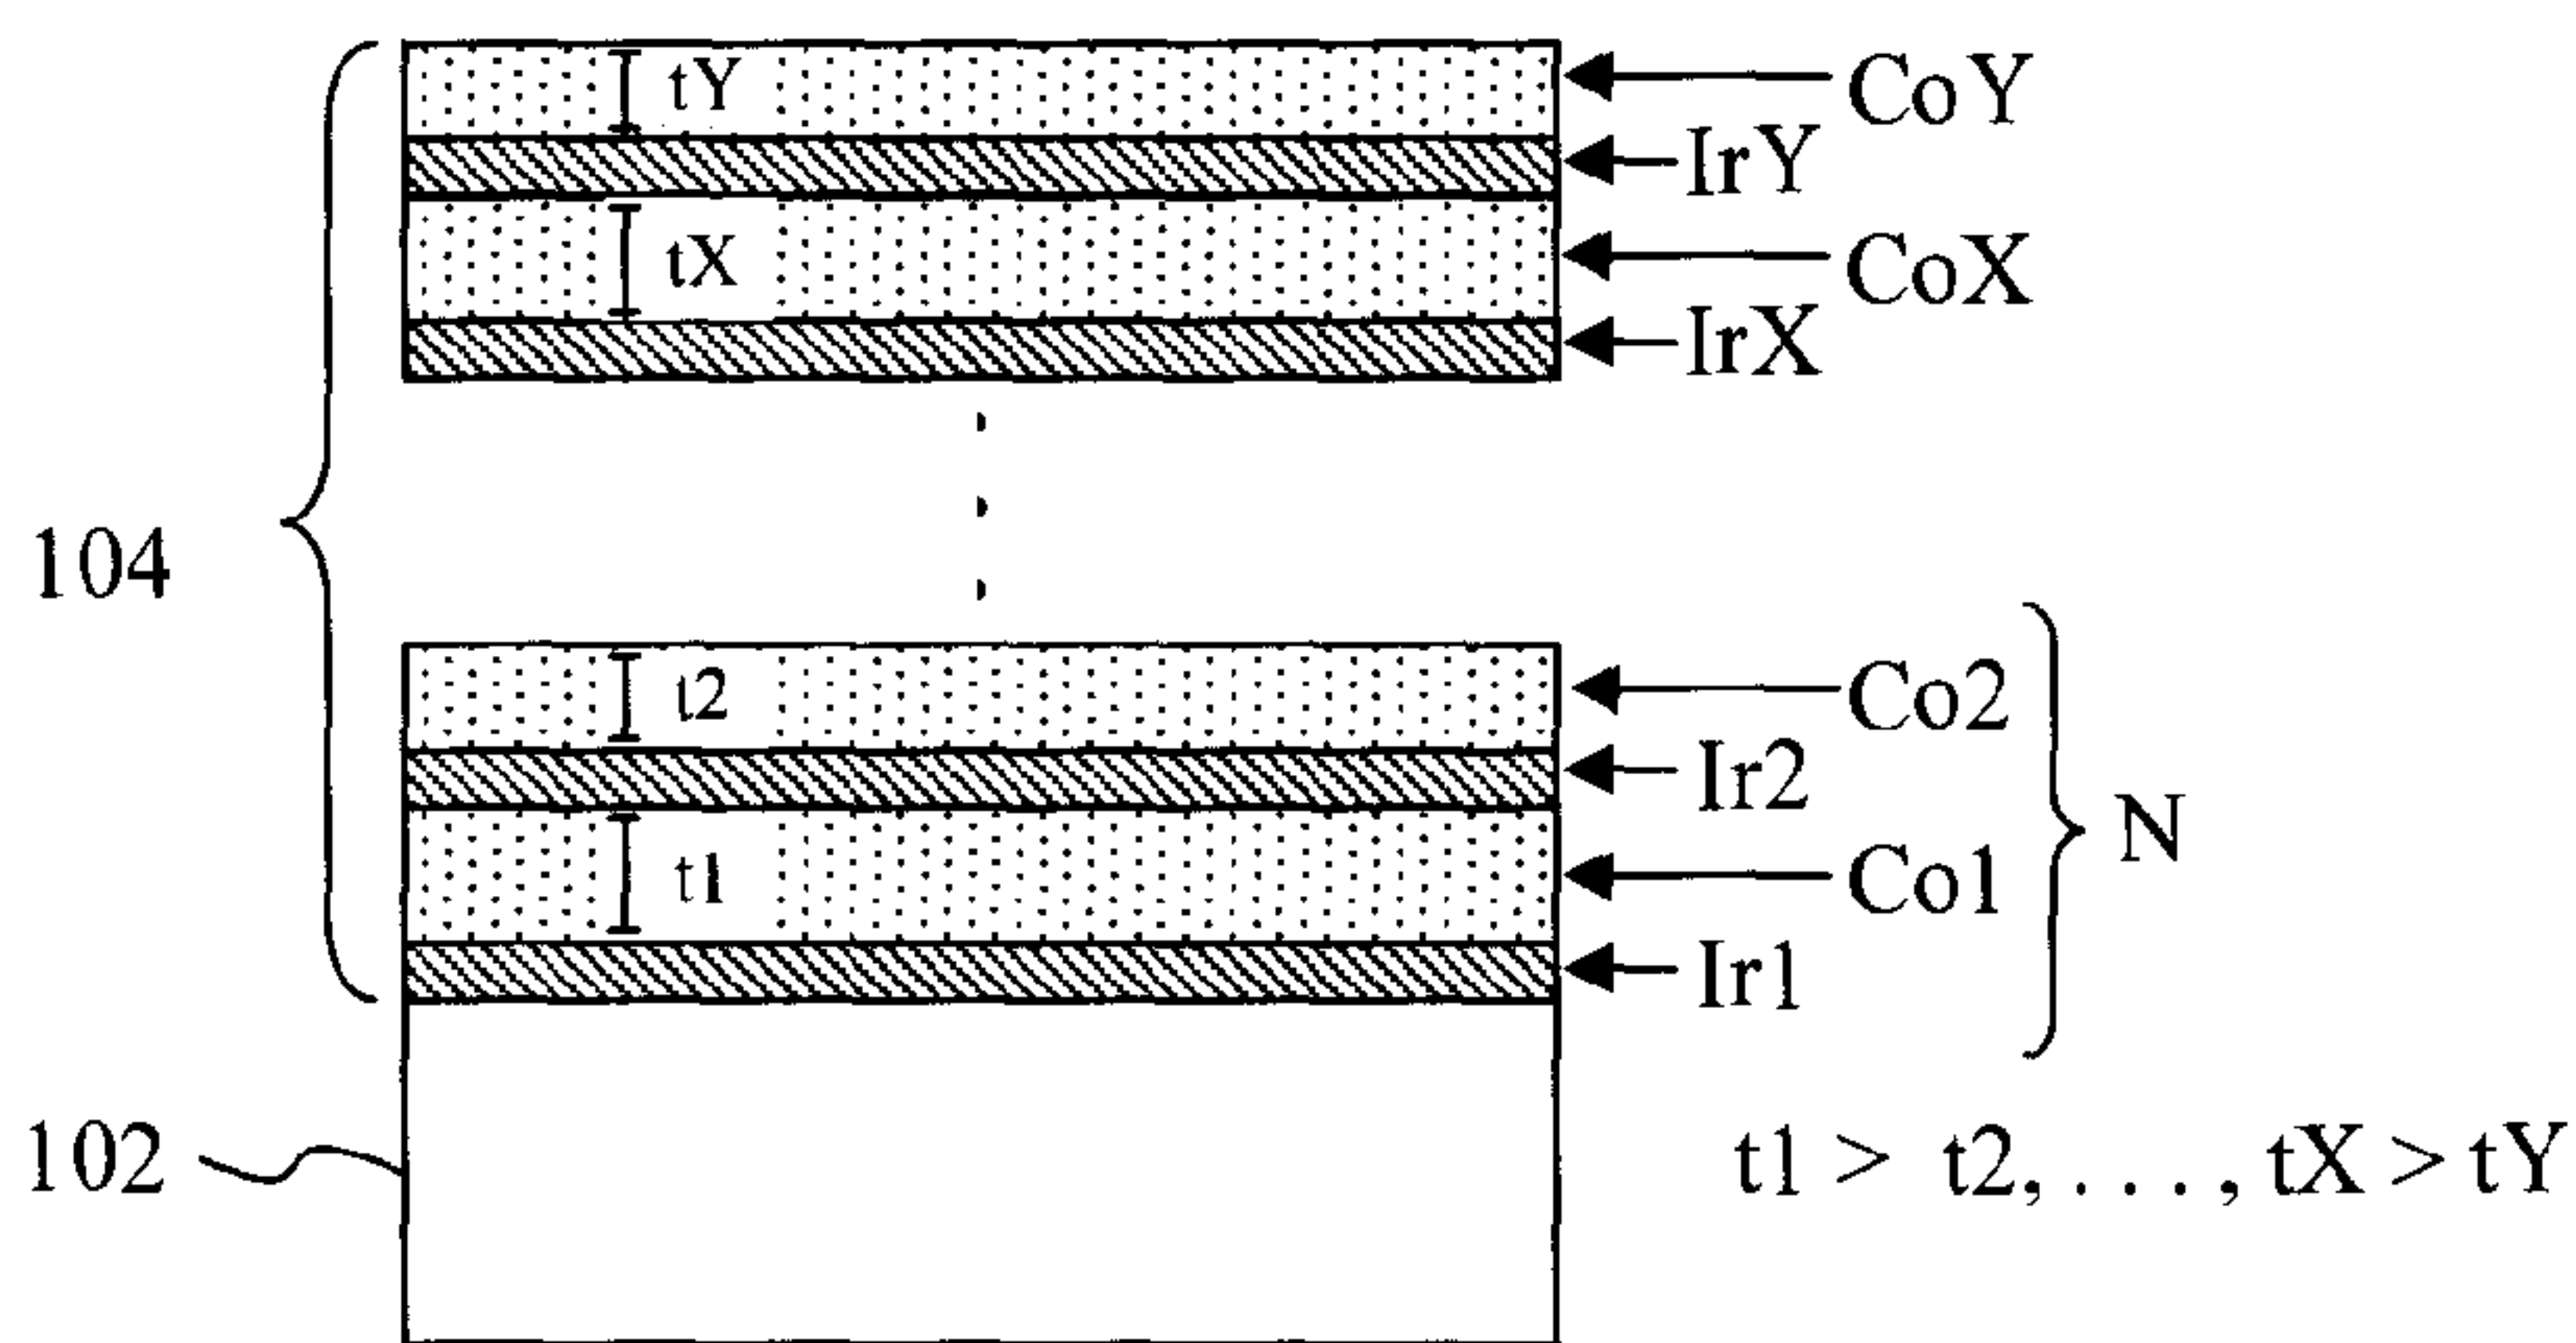 tY
CoY
IrY
tX
CoX
IrX
104
t2
Co2
Ir2
N
t1
Co1
Ir1
102
t1 > t2, . . . , tX > tY